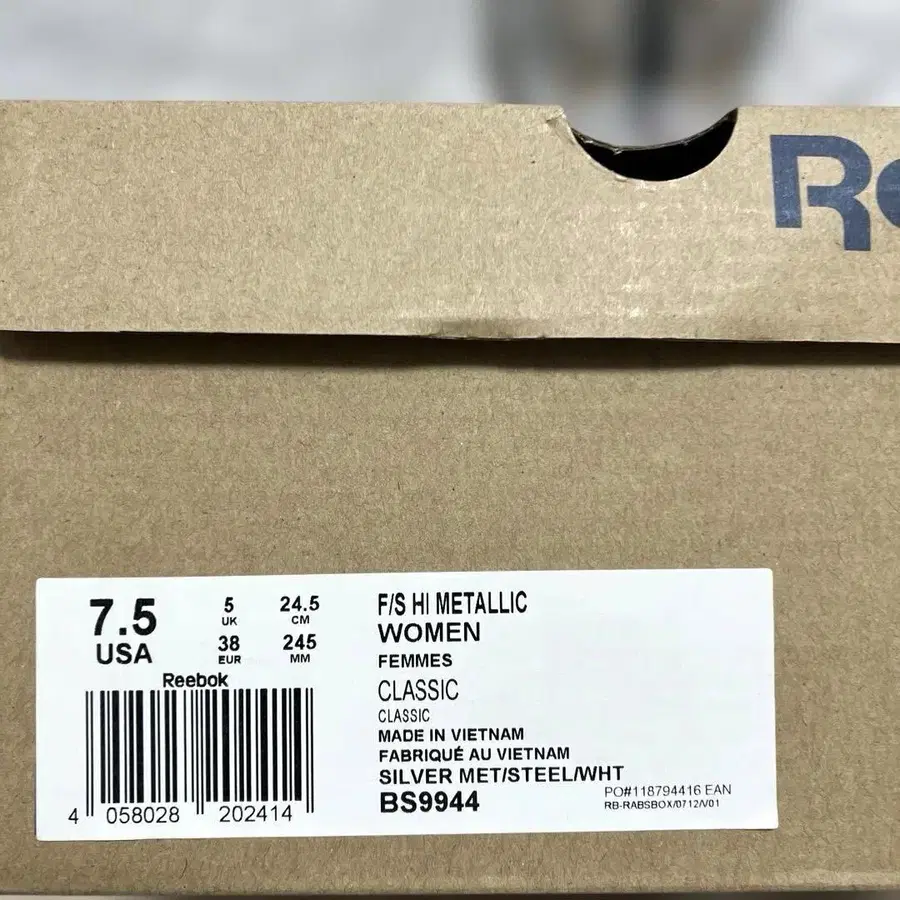 Re
7.5
USA
5
UK
24.5
CM
38
EUR
245
MM
Reebok
4 058028 202414
F/S HI METALLIC
WOMEN
FEMMES
CLASSIC
CLASSIC
MADE IN VIETNAM
FABRIQUÉ AU VIETNAM
SILVER MET/STEEL/WHT
BS9944
PO#118794416 EAN
RB-RABSBOX/0712/V01